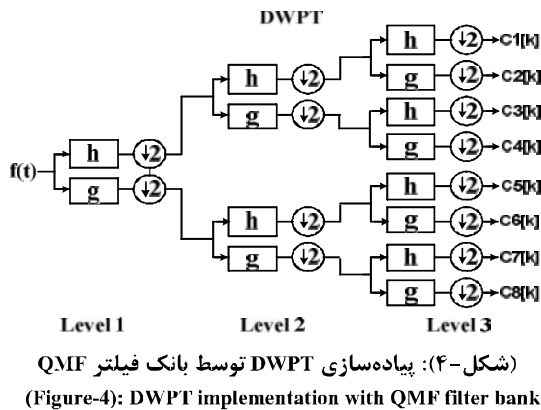 DWPT
h ↓2 C1[k]
h ↓2 g ↓2 C2[k]
g ↓2 h ↓2 C3[k]
h ↓2 g ↓2 C4[k]
f(t)
g ↓2 h ↓2 C5[k]
h ↓2 g ↓2 C6[k]
g ↓2 h ↓2 C7[k]
g ↓2 C8[k]
Level 1 Level 2 Level 3
(شکل-۴): پیاده‌سازی DWPT توسط بانک فیلتر QMF
(Figure-4): DWPT implementation with QMF filter bank